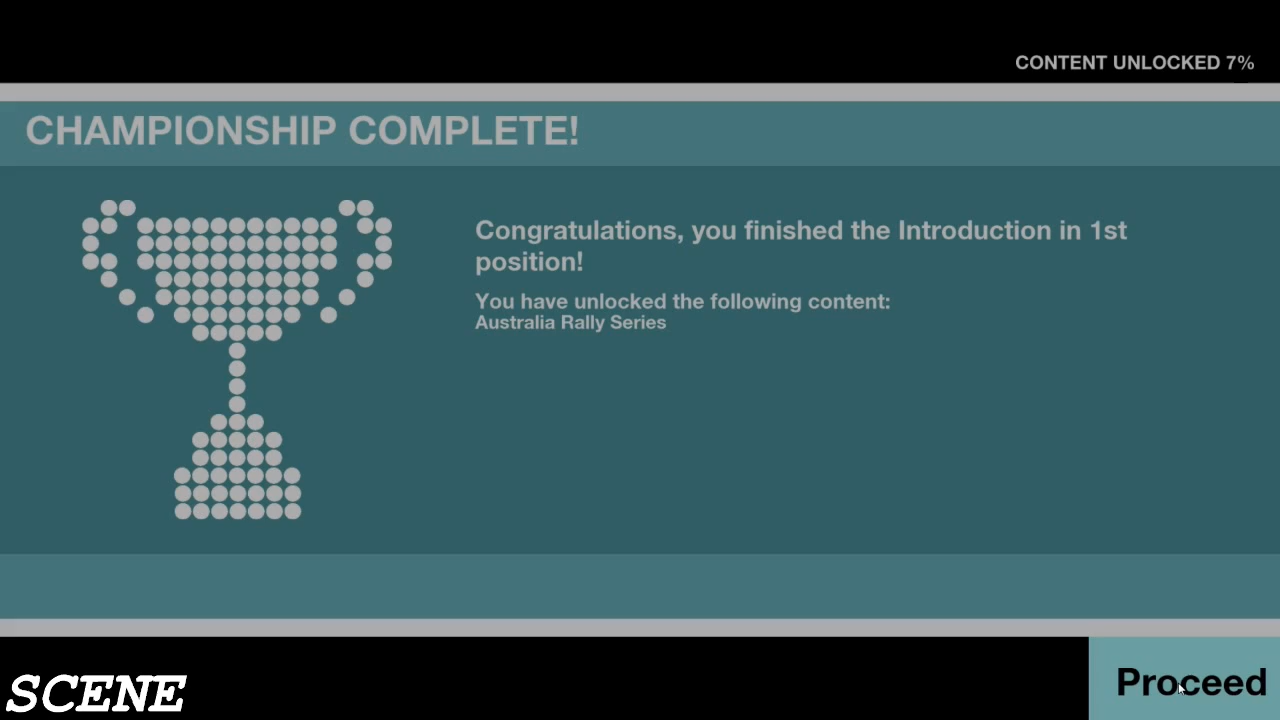 CONTENT UNLOCKED 7%
CHAMPIONSHIP COMPLETE!
Congratulations, you finished the Introduction in 1st
position!
You have unlocked the following content:
Australia Rally Series
SCENE
Proceed